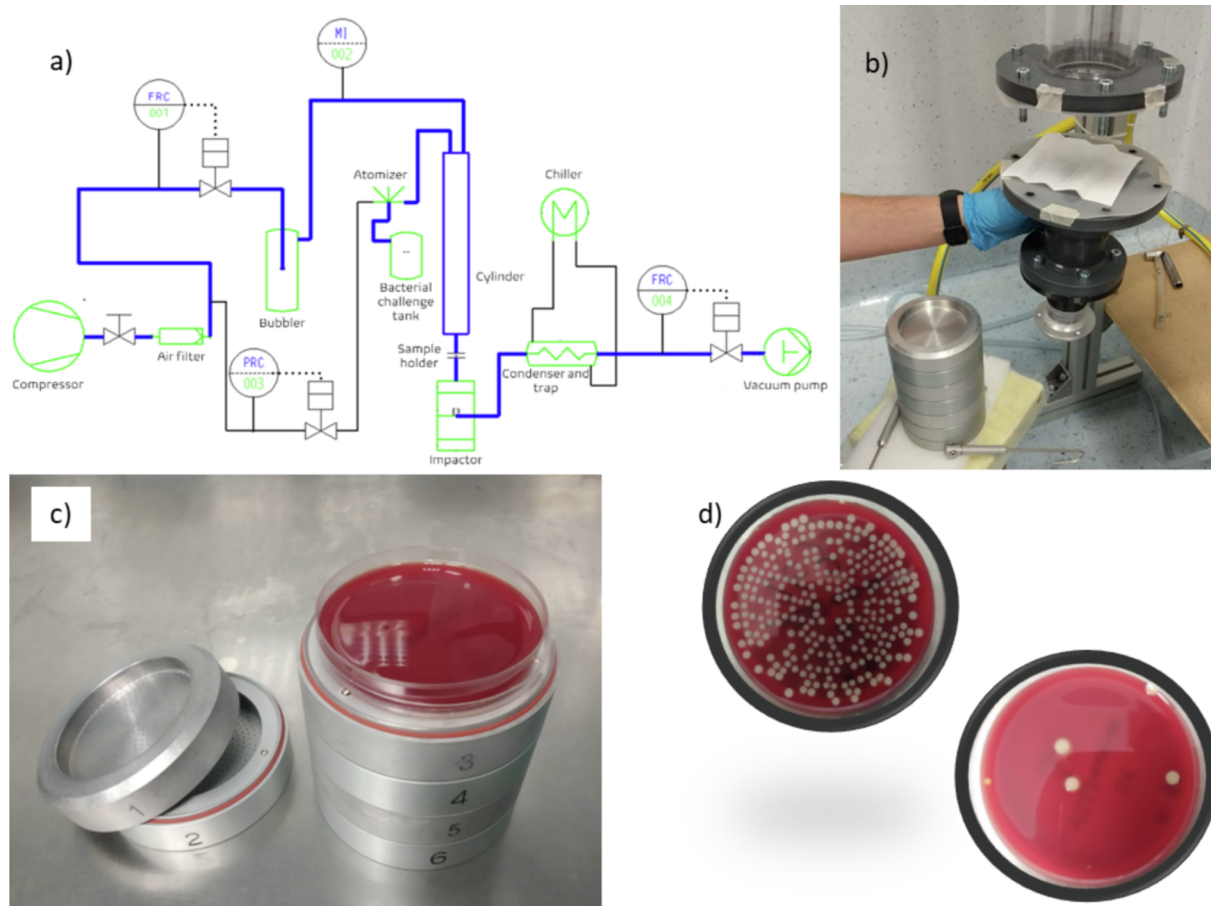 a)
MI
002
FRC
001
Atomizer
Chiller
Bubbler
Bacterial
challenge
tank
Cylinder
FRC
004
Compressor
Air filter
PRC
003
Sample
holder
Condenser and
trap
Vacuum pump
Impactor
b)
c)
1
2
3
4
5
6
d)